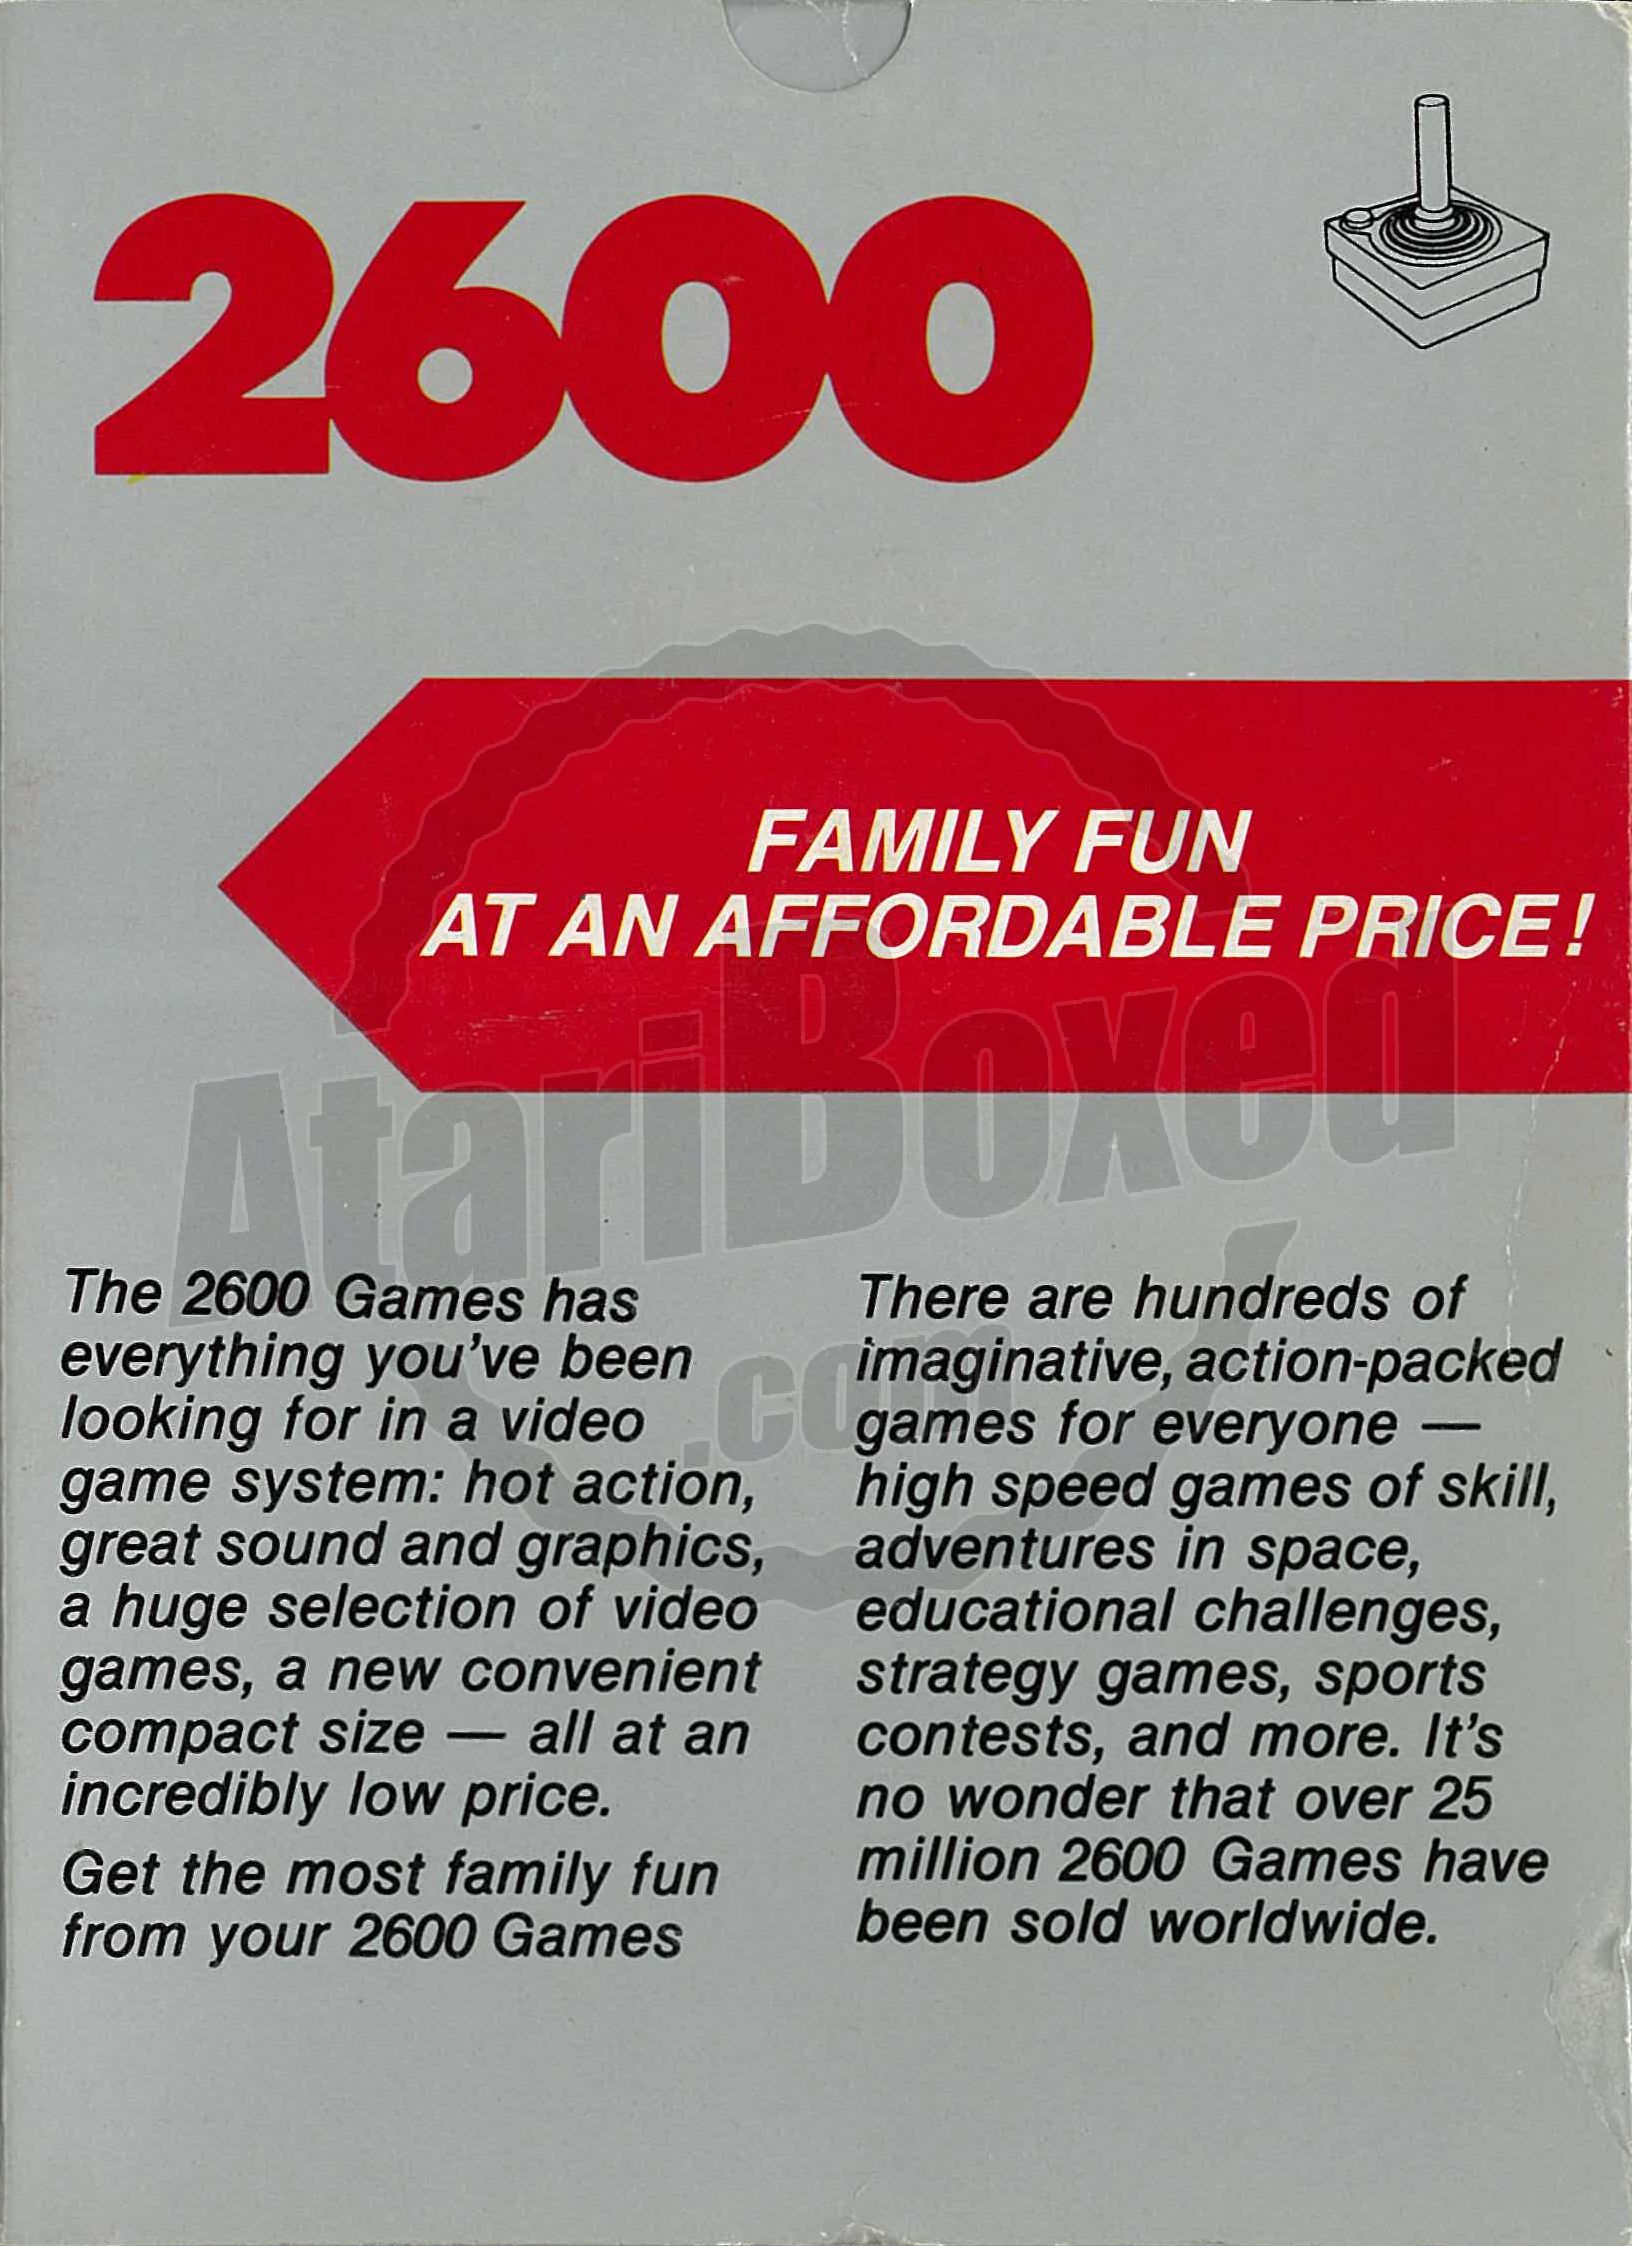 2600
FAMILY FUN
AT AN AFFORDABLE PRICE!
AtariBoxed
.com
The 2600 Games has
everything you've been
looking for in a video
game system: hot action,
great sound and graphics,
a huge selection of video
games, a new convenient
compact size — all at an
incredibly low price.
Get the most family fun
from your 2600 Games
There are hundreds of
imaginative, action-packed
games for everyone —
high speed games of skill,
adventures in space,
educational challenges,
strategy games, sports
contests, and more. It's
no wonder that over 25
million 2600 Games have
been sold worldwide.